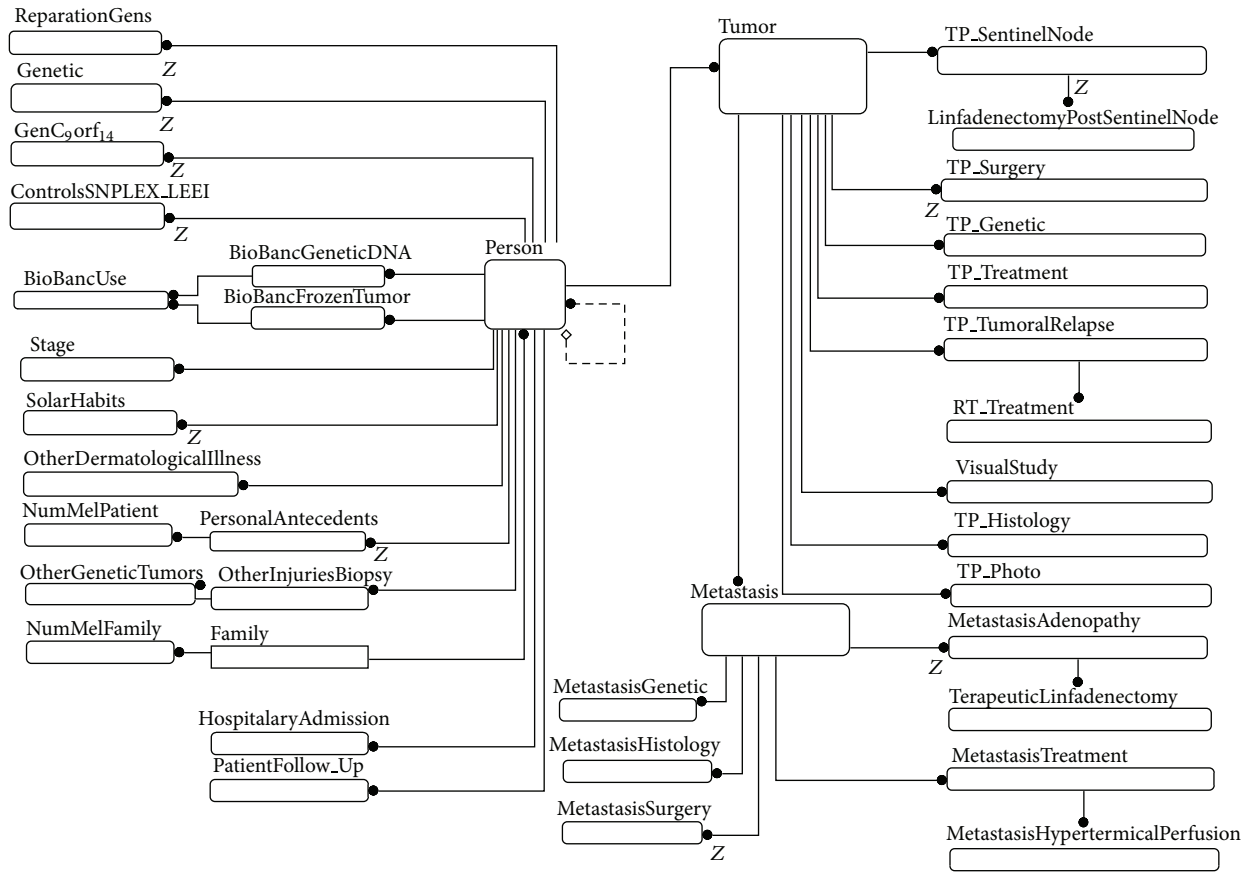 ReparationGens
Z
Genetic
Z
GenC₉orf₁₄
Z
ControlsSNPLEX_LEEI
Z
Person
BioBancGeneticDNA
BioBancUse
BioBancFrozenTumor
Stage
SolarHabits
Z
OtherDermatologicalIllness
NumMelPatient
PersonalAntecedents
Z
OtherGeneticTumors
OtherInjuriesBiopsy
NumMelFamily
Family
HospitalaryAdmission
PatientFollow_Up
Tumor
TP_SentinelNode
Z
LinfadenectomyPostSentinelNode
TP_Surgery
Z
TP_Genetic
TP_Treatment
TP_TumoralRelapse
RT_Treatment
VisualStudy
TP_Histology
TP_Photo
Metastasis
MetastasisAdenopathy
Z
MetastasisGenetic
TerapeuticLinfadenectomy
MetastasisHistology
MetastasisTreatment
MetastasisSurgery
Z
MetastasisHypertermicalPerfusion